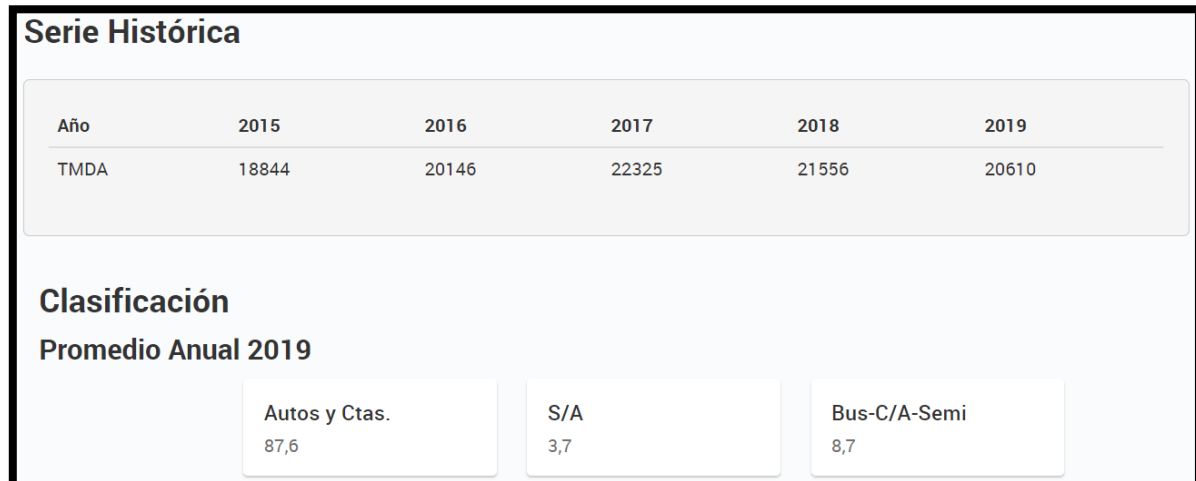 Serie Histórica
Año 2015 2016 2017 2018 2019
TMDA 18844 20146 22325 21556 20610
Clasificación
Promedio Anual 2019
Autos y Ctas. S/A Bus-C/A-Semi
87,6 3,7 8,7